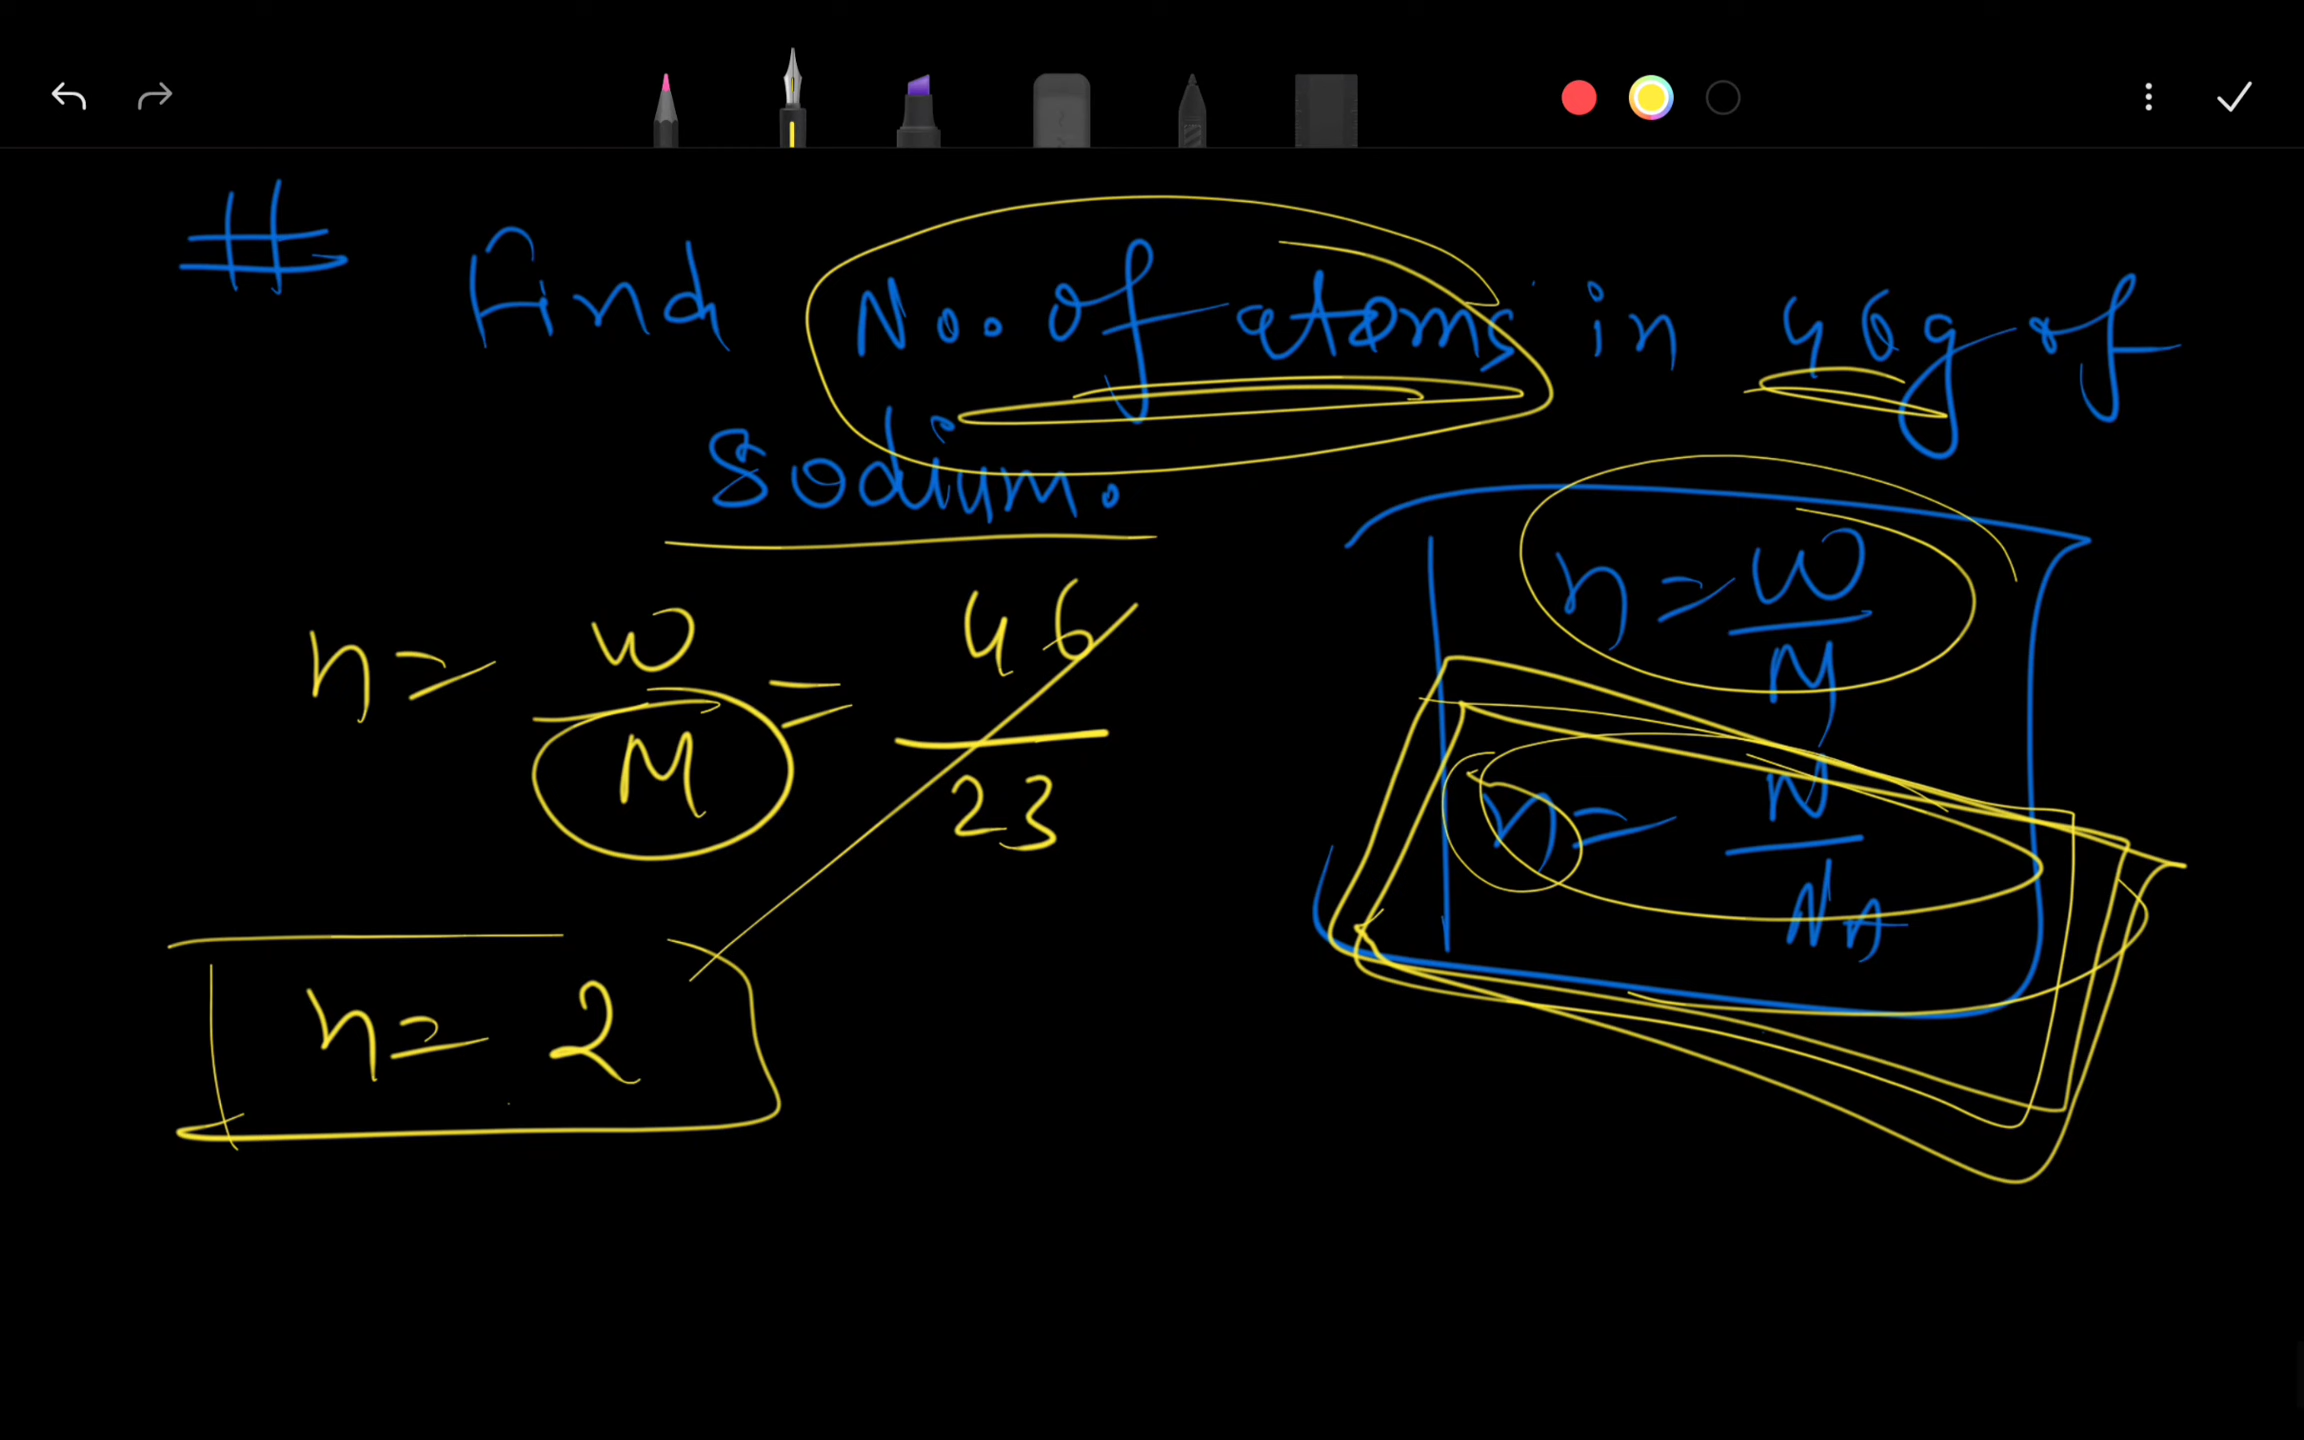 # Find No. of atoms in 46g of
Sodium.
n = W/M = 46/23
n = 2
n = W/M
n = N/NA